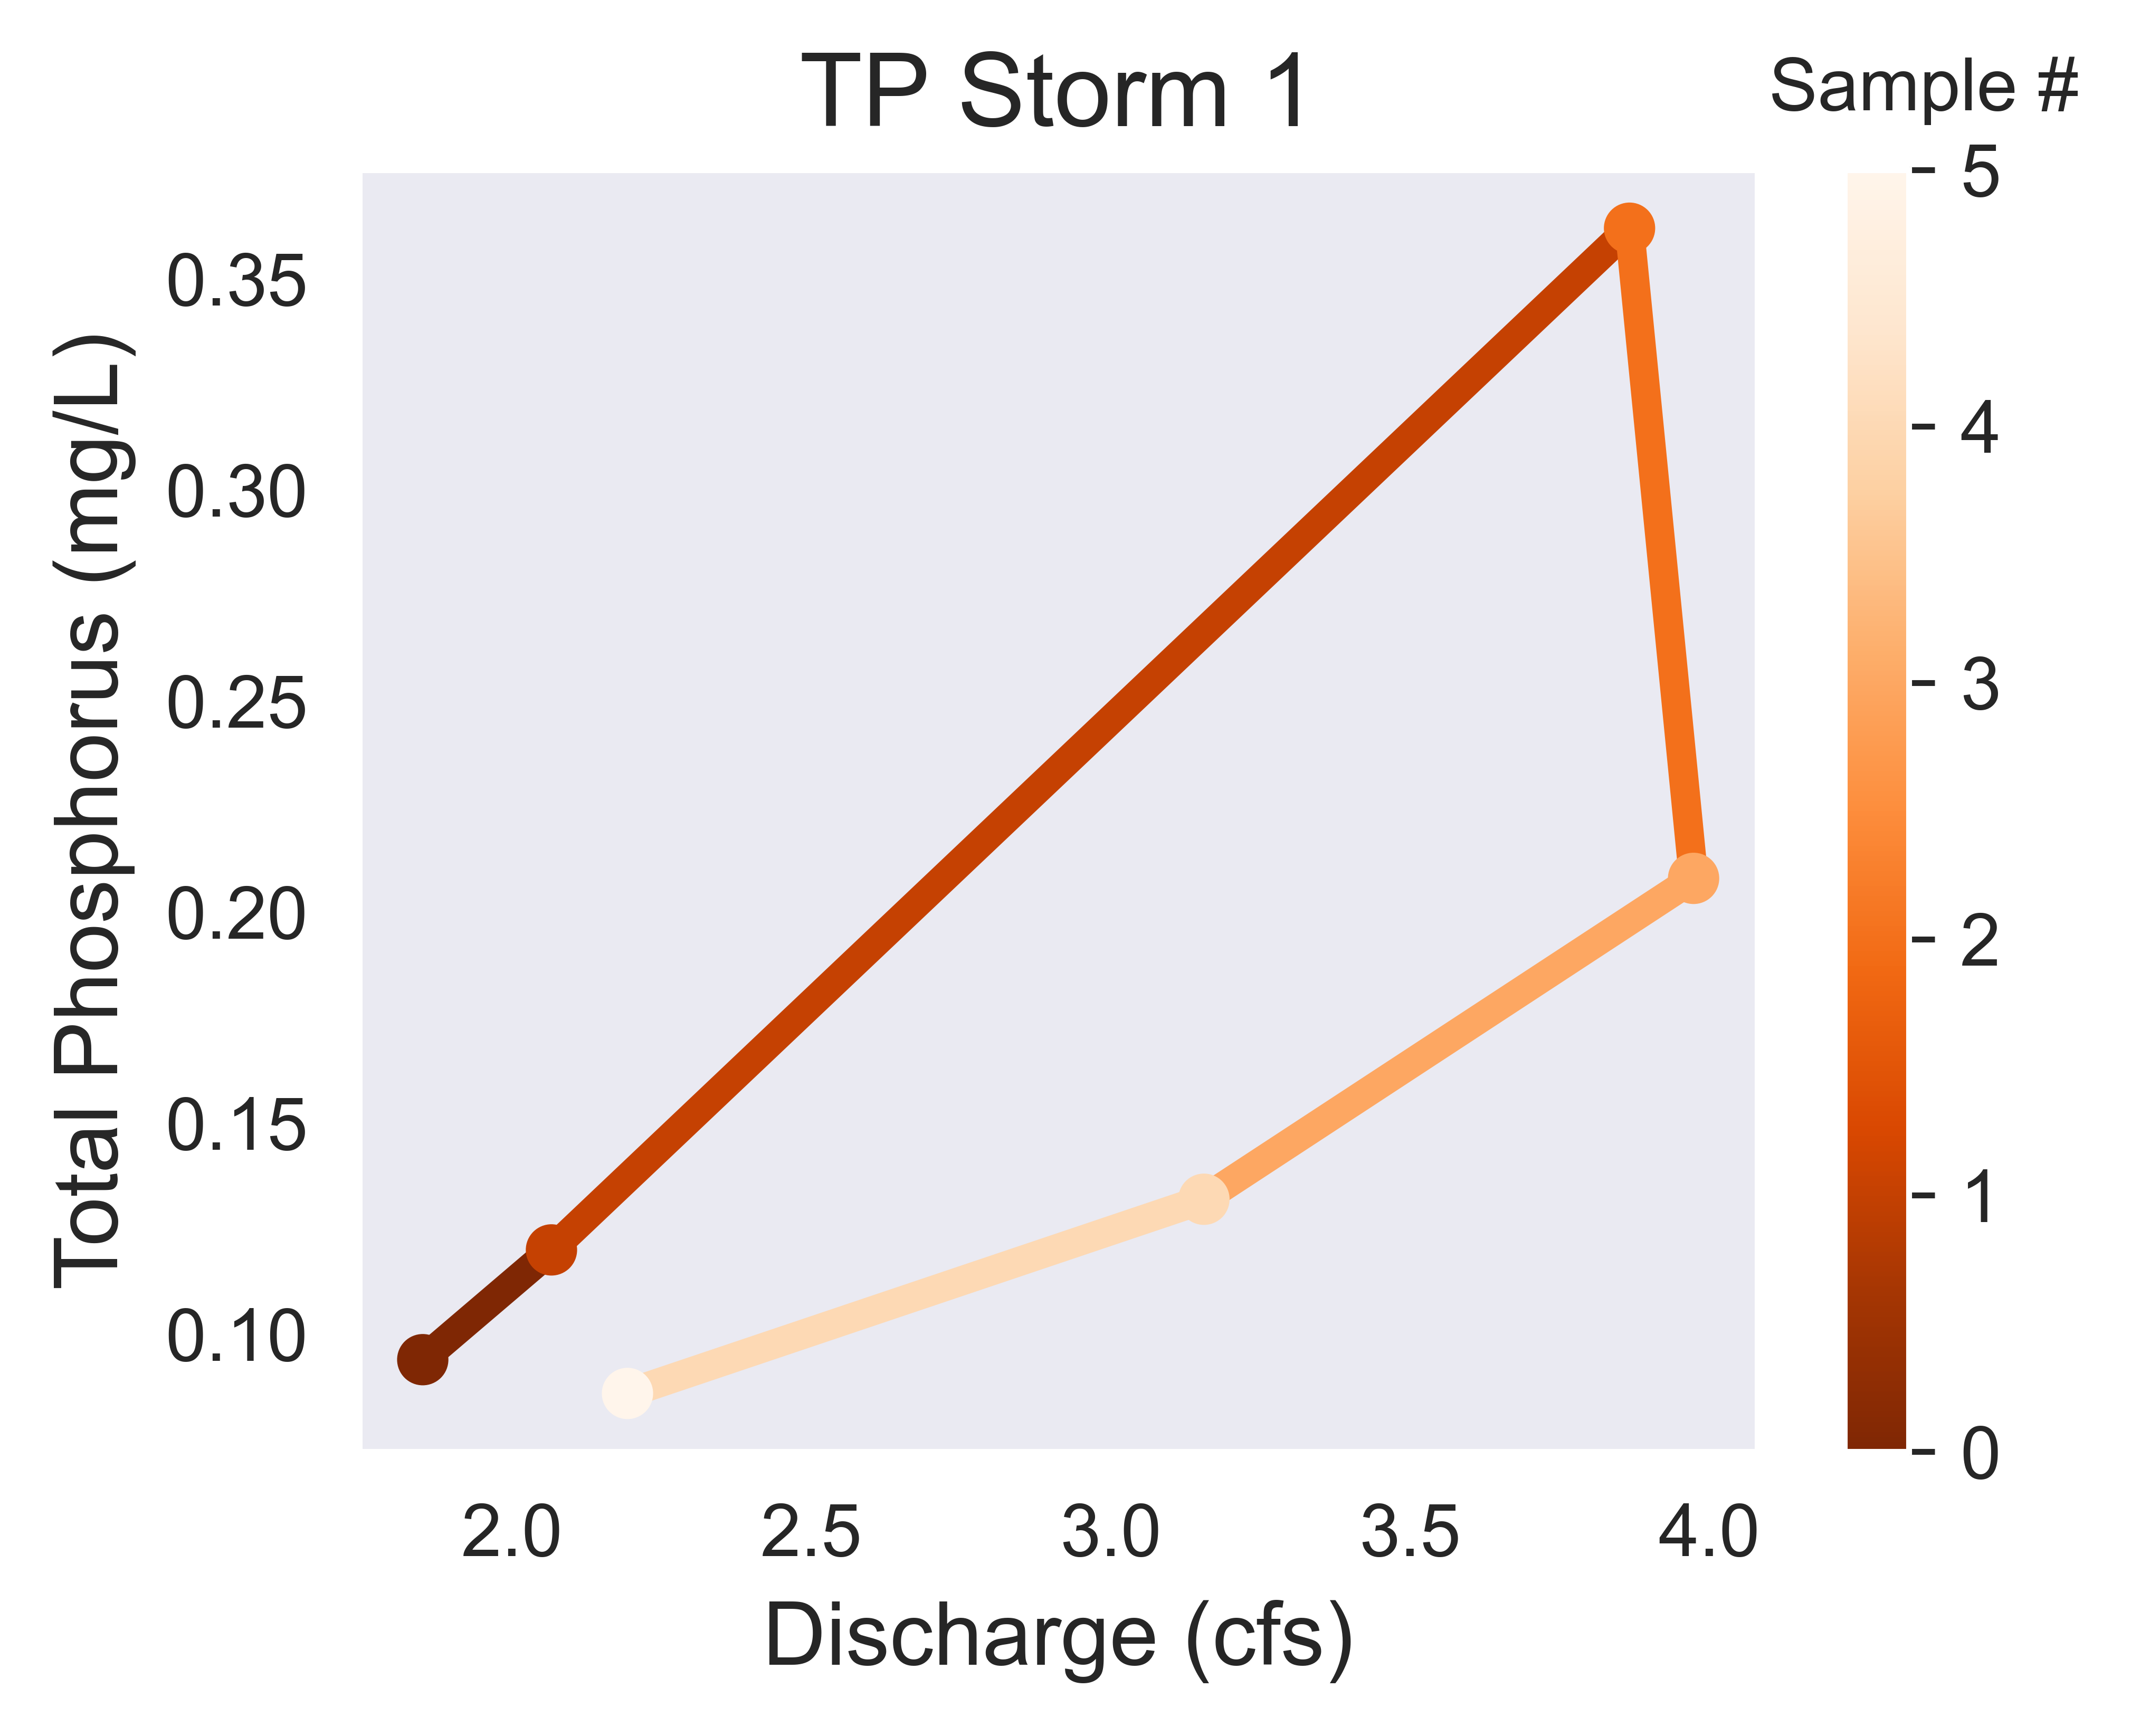 TP Storm 1
Sample #
Total Phosphorus (mg/L)
0.35
0.30
0.25
0.20
0.15
0.10
2.0 2.5 3.0 3.5 4.0
Discharge (cfs)
5
4
3
2
1
0